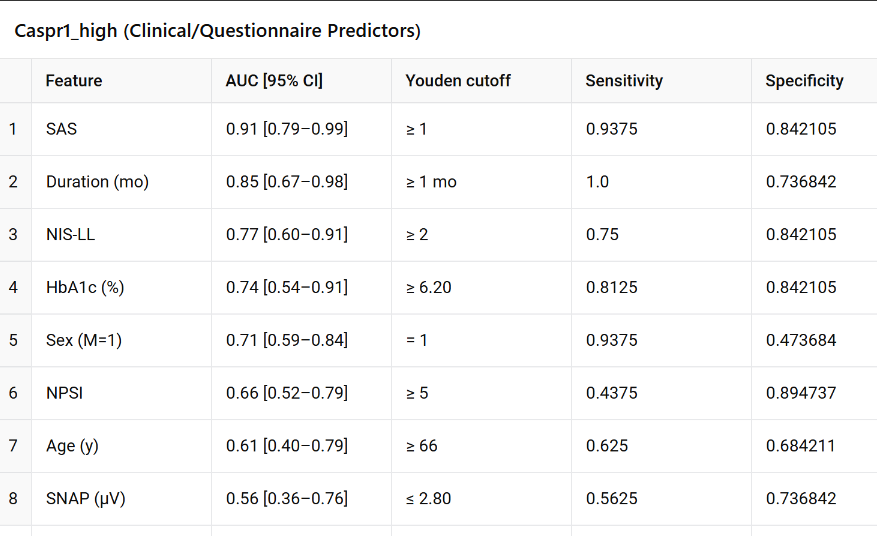 Caspr1_high (Clinical/Questionnaire Predictors)
Feature AUC [95% CI] Youden cutoff Sensitivity Specificity
1 SAS 0.91 [0.79–0.99] ≥ 1 0.9375 0.842105
2 Duration (mo) 0.85 [0.67–0.98] ≥ 1 mo 1.0 0.736842
3 NIS-LL 0.77 [0.60–0.91] ≥ 2 0.75 0.842105
4 HbA1c (%) 0.74 [0.54–0.91] ≥ 6.20 0.8125 0.842105
5 Sex (M=1) 0.71 [0.59–0.84] = 1 0.9375 0.473684
6 NPSI 0.66 [0.52–0.79] ≥ 5 0.4375 0.894737
7 Age (y) 0.61 [0.40–0.79] ≥ 66 0.625 0.684211
8 SNAP (µV) 0.56 [0.36–0.76] ≤ 2.80 0.5625 0.736842